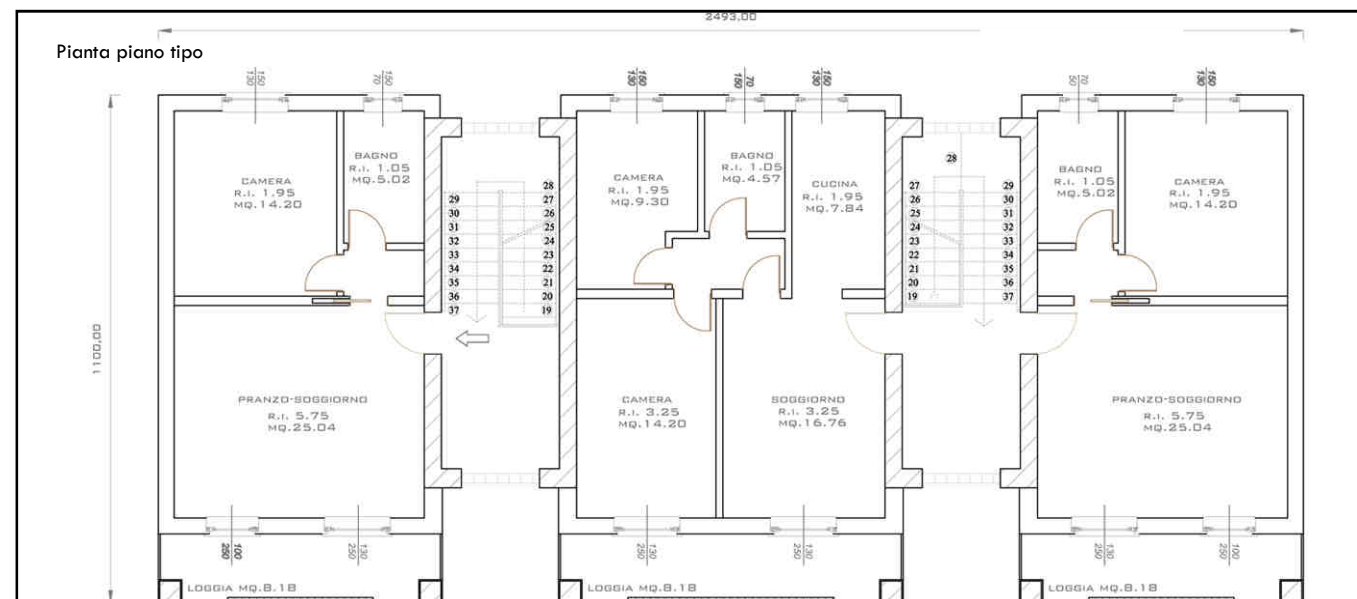 2493,00
Pianta piano tipo
150
130
150
70
150
130
70
150
150
130
70
50
150
130
1100,00
CAMERA
R.I. 1.95
MQ.14.20
BAGNO
R.I. 1.05
MQ.5.02
29
30
31
32
33
34
35
36
37
28
27
26
25
24
23
22
21
20
19
CAMERA
R.I. 1.95
MQ.9.30
BAGNO
R.I. 1.05
MQ.4.57
CUCINA
R.I. 1.95
MQ.7.84
28
27
26
25
24
23
22
21
20
19
29
30
31
32
33
34
35
36
37
BAGNO
R.I. 1.05
MQ.5.02
CAMERA
R.I. 1.95
MQ.14.20
PRANZO-SOGGIORNO
R.I. 5.75
MQ.25.04
CAMERA
R.I. 3.25
MQ.14.20
SOGGIORNO
R.I. 3.25
MQ.16.76
PRANZO-SOGGIORNO
R.I. 5.75
MQ.25.04
100
250
130
250
130
250
130
250
130
250
100
250
LOGGIA MQ.8.18
LOGGIA MQ.8.18
LOGGIA MQ.8.18